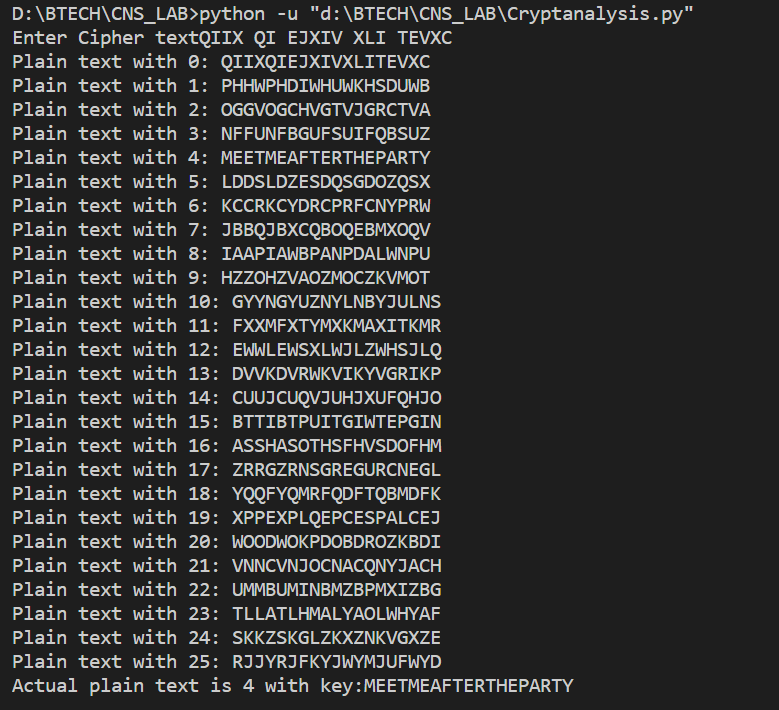 D:\BTECH\CNS_LAB>python -u "d:\BTECH\CNS_LAB\Cryptanalysis.py"
Enter Cipher textQIIX QI EJXIV XLI TEVXC
Plain text with 0: QIIXQIEJXIVXLITEVXC
Plain text with 1: PHHWPHDIWHUWKHSDUWB
Plain text with 2: OGGVOGCHVGTVJGRCTVA
Plain text with 3: NFFUNFBGUFSUIFQBSUZ
Plain text with 4: MEETMEAFTERTHEPARTY
Plain text with 5: LDDSLDZESDQSGDOZQSX
Plain text with 6: KCCRKCYDRCPRFCNYPRW
Plain text with 7: JBBQJBXCQBOQEBMXOQV
Plain text with 8: IAAPIAWBPANPDALWNPU
Plain text with 9: HZZOHZVAOZMOCZKVMOT
Plain text with 10: GYYNGYUZNYLNBYJULNS
Plain text with 11: FXXMFXTYMXKMAXITKMR
Plain text with 12: EWWLEWSXLWJLZWHSJLQ
Plain text with 13: DVVKDVRWKVIKYVGRIKP
Plain text with 14: CUUJCUQVJUHJXUFQHJO
Plain text with 15: BTTIBTPUITGIWTEPGIN
Plain text with 16: ASSHASOTHSFHVSDOFHM
Plain text with 17: ZRRGZRNSGREGURCNEGL
Plain text with 18: YQQFYQMRFQDFTQBMDFK
Plain text with 19: XPPEXPLQEPCESPALCEJ
Plain text with 20: WOODWOKPDOBDROZKBDI
Plain text with 21: VNNCVNJOCNACQNYJACH
Plain text with 22: UMMBUMINBMZBPMXIZBG
Plain text with 23: TLLATLHMALYAOLWHYAF
Plain text with 24: SKKZSKGLZKXZNKVGXZE
Plain text with 25: RJJYRJFKYJWYMJUFWYD
Actual plain text is 4 with key:MEETMEAFTERTHEPARTY